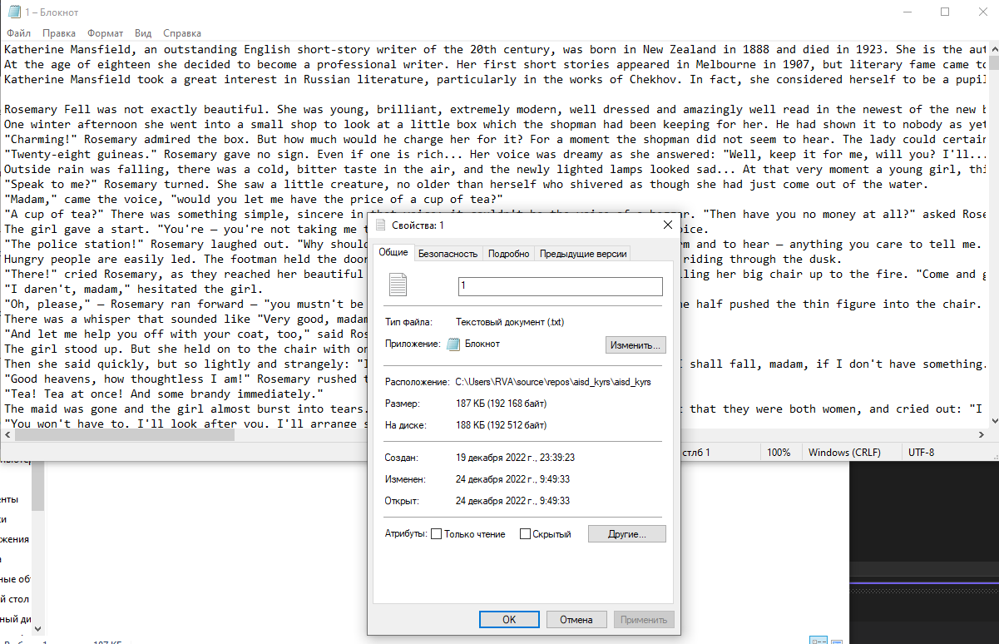 1 – Блокнот
Файл Правка Формат Вид Справка
Katherine Mansfield, an outstanding English short-story writer of the 20th century, was born in New Zealand in 1888 and died in 1923. She is the aut
At the age of eighteen she decided to become a professional writer. Her first short stories appeared in Melbourne in 1907, but literary fame came to
Katherine Mansfield took a great interest in Russian literature, particularly in the works of Chekhov. In fact, she considered herself to be a pupil
Rosemary Fell was not exactly beautiful. She was young, brilliant, extremely modern, well dressed and amazingly well read in the newest of the new b
One winter afternoon she went into a small shop to look at a little box which the shopman had been keeping for her. He had shown it to nobody as yet
"Charming!" Rosemary admired the box. But how much would he charge her for it? For a moment the shopman did not seem to hear. The lady could certain
"Twenty-eight guineas." Rosemary gave no sign. Even if one is rich... Her voice was dreamy as she answered: "Well, keep it for me, will you? I'll...
Outside rain was falling, there was a cold, bitter taste in the air, and the newly lighted lamps looked sad... At that very moment a young girl, thi
"Speak to me?" Rosemary turned. She saw a little creature, no older than herself who shivered as though she had just come out of the water.
"Madam," came the voice, "would you let me have the price of a cup of tea?"
"A cup of tea?" There was something simple, sincere in . "Then have you no money at all?" asked Rose
The girl gave a start. "You're – you're not taking me t oice.
"The police station!" Rosemary laughed out. "Why shoul rm and to hear – anything you care to tell me.
Hungry people are easily led. The footman held the door riding through the dusk.
"There!" cried Rosemary, as they reached her beautiful ling her big chair up to the fire. "Come and g
"I daren't, madam," hesitated the girl.
"Oh, please," – Rosemary ran forward – "you mustn't be he half pushed the thin figure into the chair.
There was a whisper that sounded like "Very good, madam
"And let me help you off with your coat, too," said Ros
The girl stood up. But she held on to the chair with on
Then she said quickly, but so lightly and strangely: "I I shall fall, madam, if I don't have something.
"Good heavens, how thoughtless I am!" Rosemary rushed t
"Tea! Tea at once! And some brandy immediately."
The maid was gone and the girl almost burst into tears. t that they were both women, and cried out: "I
"You won't have to. I'll look after you. I'll arrange s
стлб 1 100% Windows (CRLF) UTF-8
Свойства: 1
Общие Безопасность Подробно Предыдущие версии
1
Тип файла: Текстовый документ (.txt)
Приложение: Блокнот Изменить...
Расположение: C:\Users\RVA\source\repos\aisd_kyrs\aisd_kyrs
Размер: 187 КБ (192 168 байт)
На диске: 188 КБ (192 512 байт)
Создан: 19 декабря 2022 г., 23:39:23
Изменен: 24 декабря 2022 г., 9:49:33
Открыт: 24 декабря 2022 г., 9:49:33
Атрибуты: Только чтение Скрытый Другие...
OK Отмена Применить
енты
ки
жения
ные об
й стол
ный ди